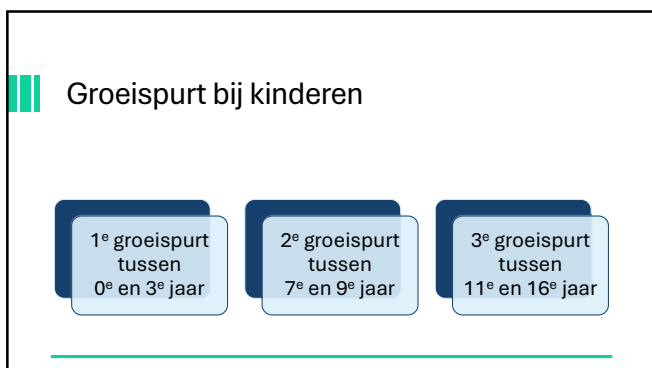 Groeispurt bij kinderen
1e groeispurt
tussen
0e en 3e jaar
2e groeispurt
tussen
7e en 9e jaar
3e groeispurt
tussen
11e en 16e jaar